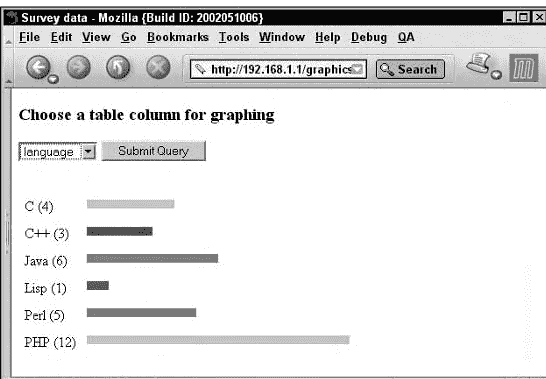 Survey data - Mozilla {Build ID: 2002051006}
File Edit View Go Bookmarks Tools Window Help Debug QA
http://192.168.1.1/graphics Search
Choose a table column for graphing
language Submit Query
C (4)
C++ (3)
Java (6)
Lisp (1)
Perl (5)
PHP (12)